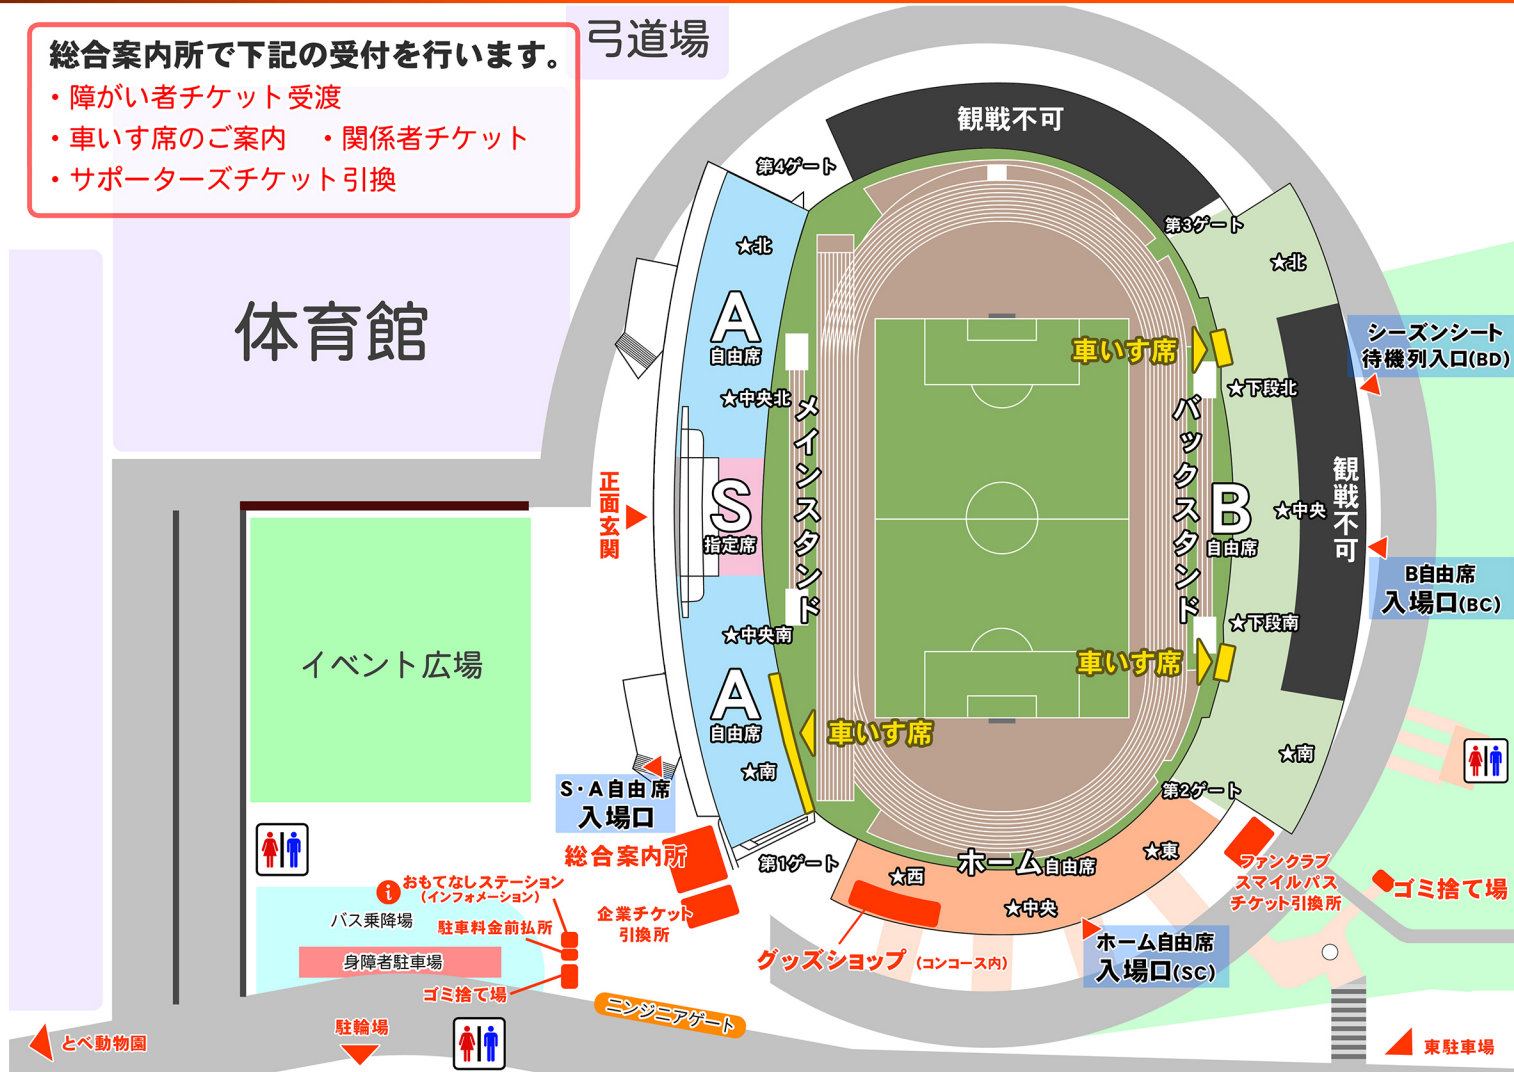 総合案内所で下記の受付を行います。
・障がい者チケット受渡
・車いす席のご案内　・関係者チケット
・サポーターズチケット引換
弓道場
体育館
観戦不可
第4ゲート
第3ゲート
★北
A
自由席
★中央北
メインスタンド
S
指定席
正面玄関
★中央南
A
自由席
★南
車いす席
車いす席
車いす席
バックスタンド
★北
★下段北
B
自由席
★中央
観戦不可
★下段南
★南
シーズンシート
待機列入口(BD)
B自由席
入場口(BC)
イベント広場
S・A自由席
入場口
総合案内所
企業チケット
引換所
第1ゲート
第2ゲート
ホーム自由席
★西
★中央
★東
グッズショップ(コンコース内)
ホーム自由席
入場口(SC)
ファンクラブ
スマイルパス
チケット引換所
ゴミ捨て場
i
おもてなしステーション
(インフォメーション)
バス乗降場
駐車料金前払所
身障者駐車場
ゴミ捨て場
ニンジニアゲート
とべ動物園
駐輪場
東駐車場